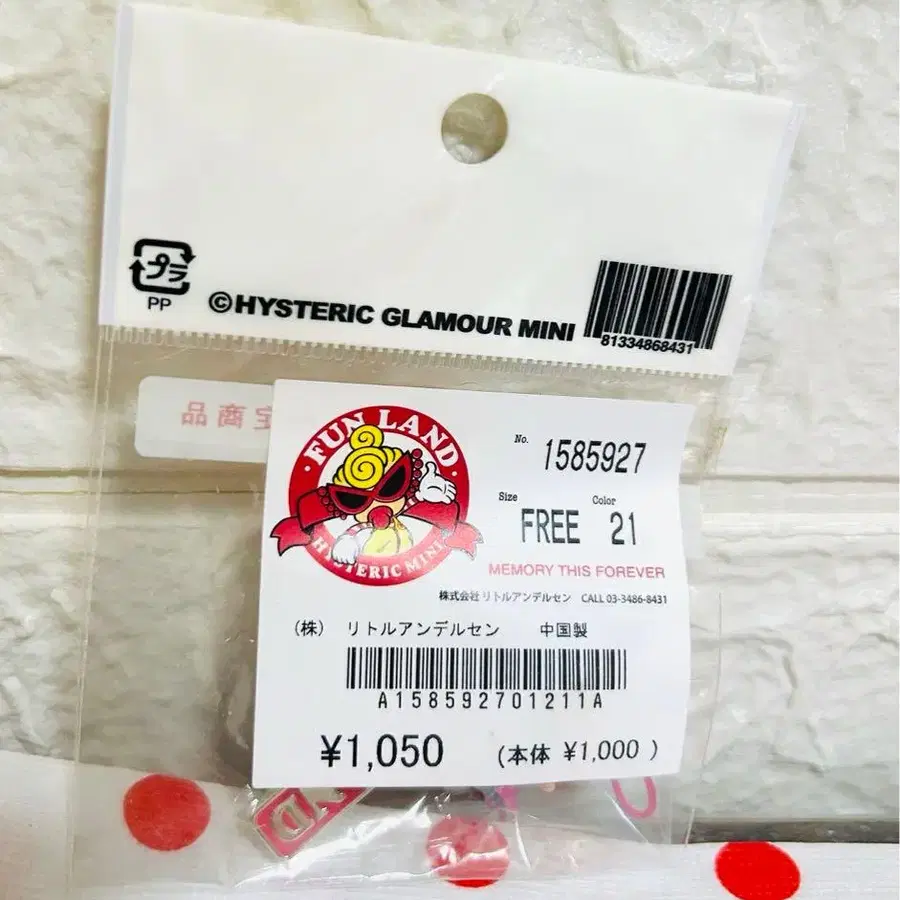 プラ
PP
©HYSTERIC GLAMOUR MINI
81334868431
品商宝
FUN LAND
HYSTERIC MINI
No. 1585927
Size FREE Color 21
MEMORY THIS FOREVER
株式会社 リトルアンデルセン CALL 03-3486-8431
(株) リトルアンデルセン 中国製
A158592701211A
¥1,050 (本体 ¥1,000 )